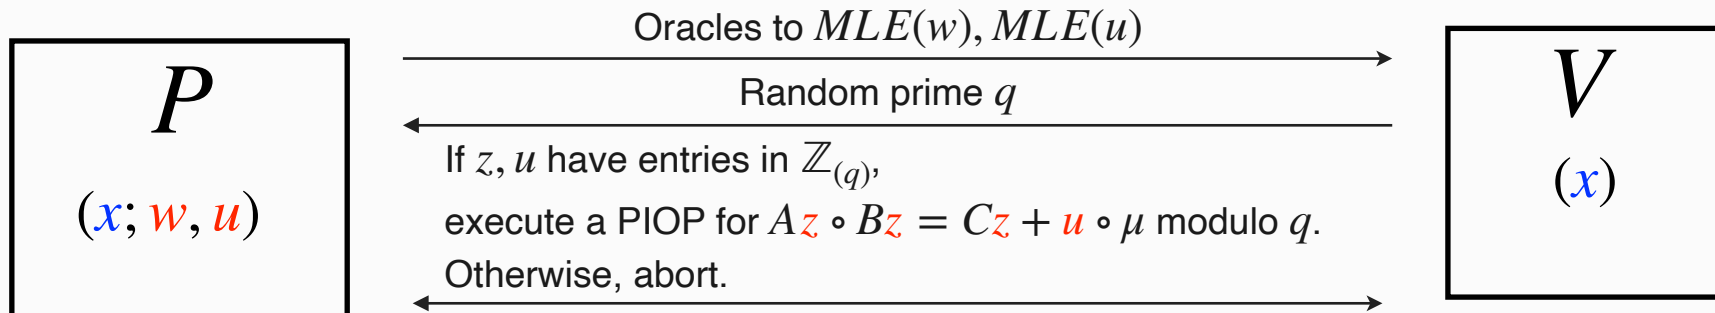 Oracles to MLE(w), MLE(u)
P
V
Random prime q
If z, u have entries in ℤ₍q₎,
(x; w, u)
(x)
execute a PIOP for Az ∘ Bz = Cz + u ∘ μ modulo q.
Otherwise, abort.